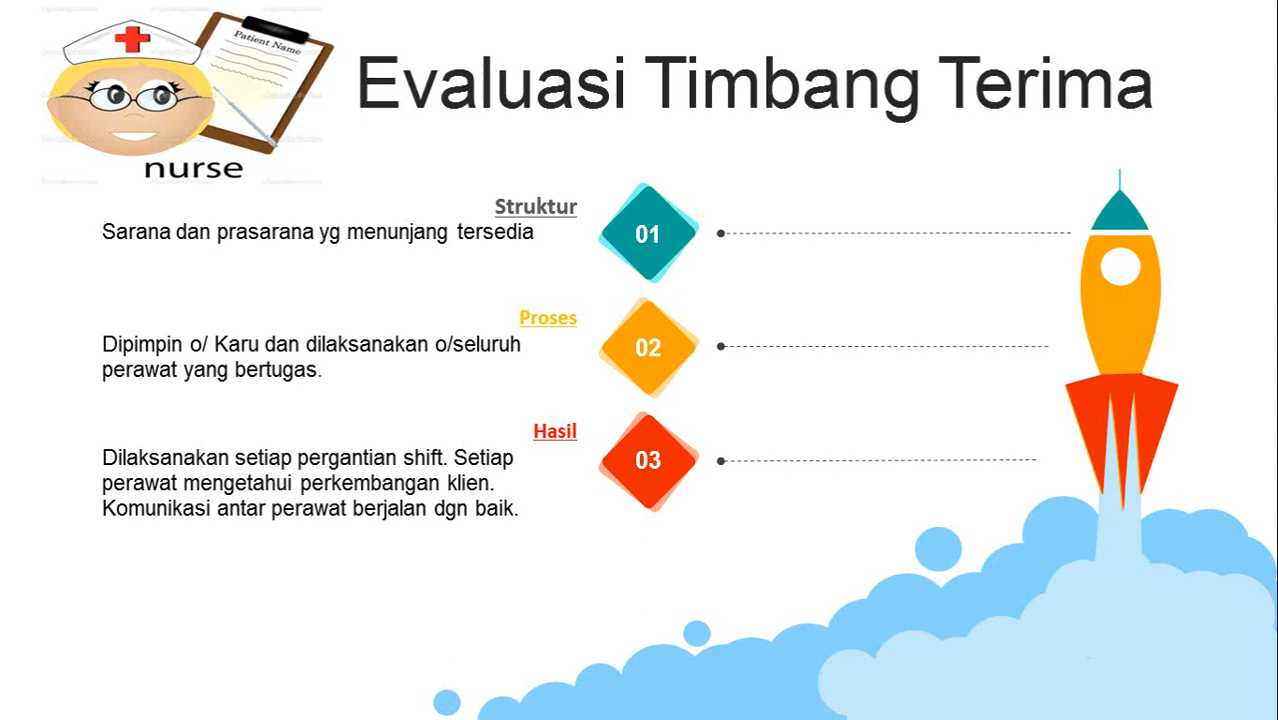 Patient Name
nurse
Evaluasi Timbang Terima
Struktur
Sarana dan prasarana yg menunjang tersedia
01
Proses
Dipimpin o/ Karu dan dilaksanakan o/seluruh
perawat yang bertugas.
02
Hasil
Dilaksanakan setiap pergantian shift. Setiap
perawat mengetahui perkembangan klien.
Komunikasi antar perawat berjalan dgn baik.
03